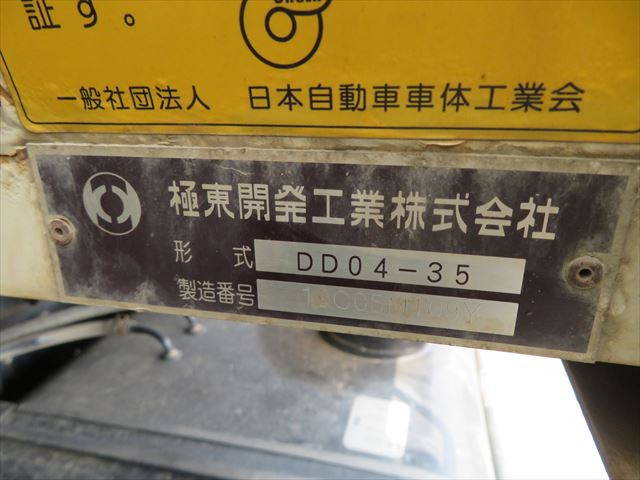 証す。
一般社団法人 日本自動車車体工業会
極東開発工業株式会社
形式 DD04-35
製造番号